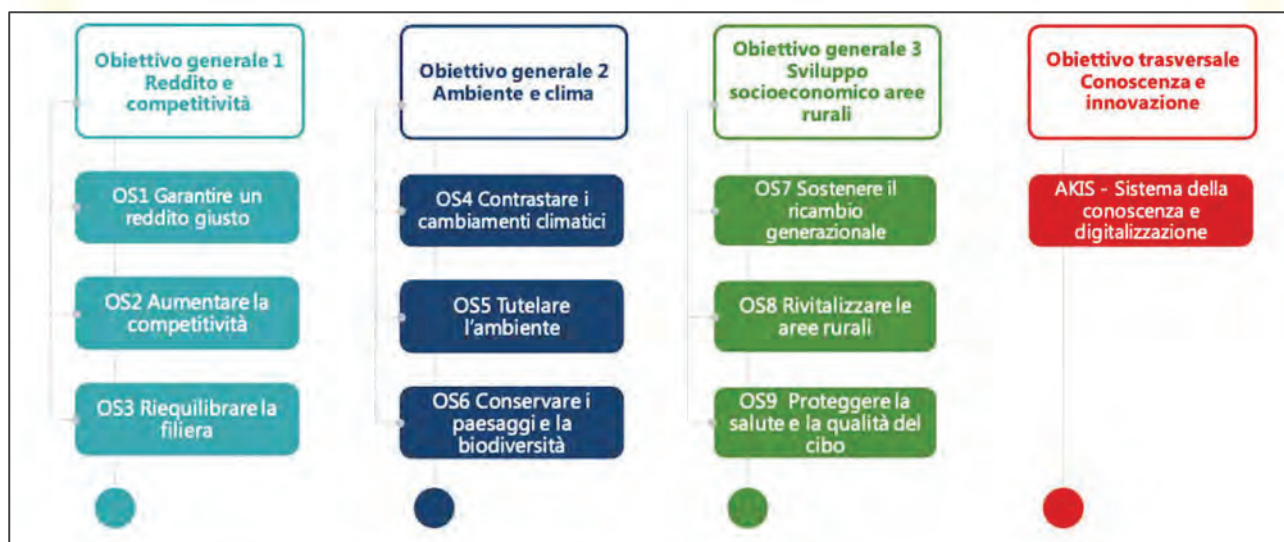 Obiettivo generale 1
Reddito e
competitività
OS1 Garantire un
reddito giusto
OS2 Aumentare la
competitività
OS3 Riequilibrare la
filiera
Obiettivo generale 2
Ambiente e clima
OS4 Contrastare i
cambiamenti climatici
OS5 Tutelare
l'ambiente
OS6 Conservare i
paesaggi e la
biodiversità
Obiettivo generale 3
Sviluppo
socioeconomico aree
rurali
OS7 Sostenere il
ricambio
generazionale
OS8 Rivitalizzare le
aree rurali
OS9 Proteggere la
salute e la qualità del
cibo
Obiettivo trasversale
Conoscenza e
innovazione
AKIS - Sistema della
conoscenza e
digitalizzazione